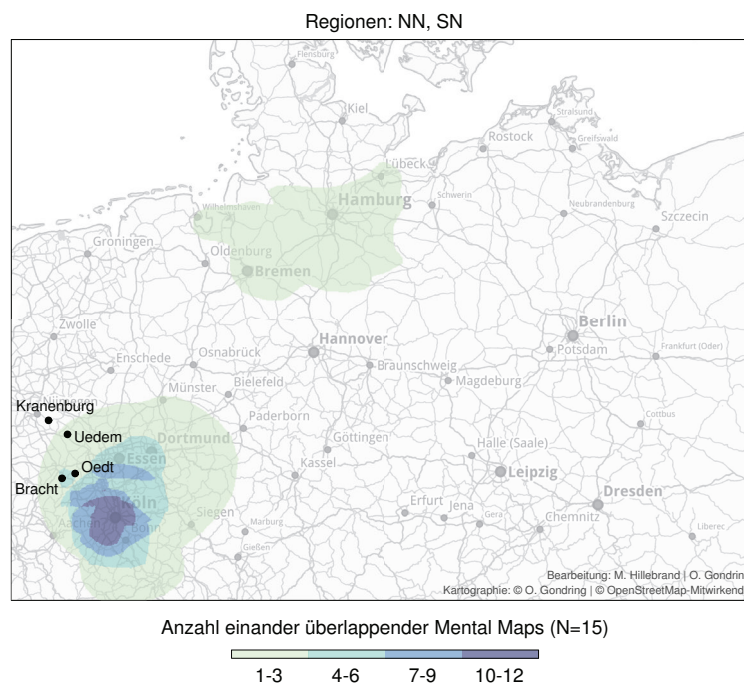 Regionen: NN, SN
Flensburg
Kiel
Stralsund
Rostock
Greifswald
Lübeck
Wilhelmshaven
Hamburg
Schwerin
Neubrandenburg
Szczecin
Groningen
Oldenburg
Bremen
Zwolle
Berlin
Hannover
Potsdam
Frankfurt (Oder)
Enschede
Osnabrück
Braunschweig
Magdeburg
Bielefeld
Münster
Nijmegen
Kranenburg
Paderborn
Cottbus
Uedem
Dortmund
Göttingen
Essen
Halle (Saale)
Kassel
Leipzig
Oedt
Bracht
Köln
Dresden
Siegen
Erfurt
Jena
Gera
Chemnitz
Aachen
Bonn
Marburg
Liberec
Gießen
Bearbeitung: M. Hillebrand | O. Gondrin
Kartographie: © O. Gondring | © OpenStreetMap-Mitwirkend
Anzahl einander überlappender Mental Maps (N=15)
1-3 4-6 7-9 10-12